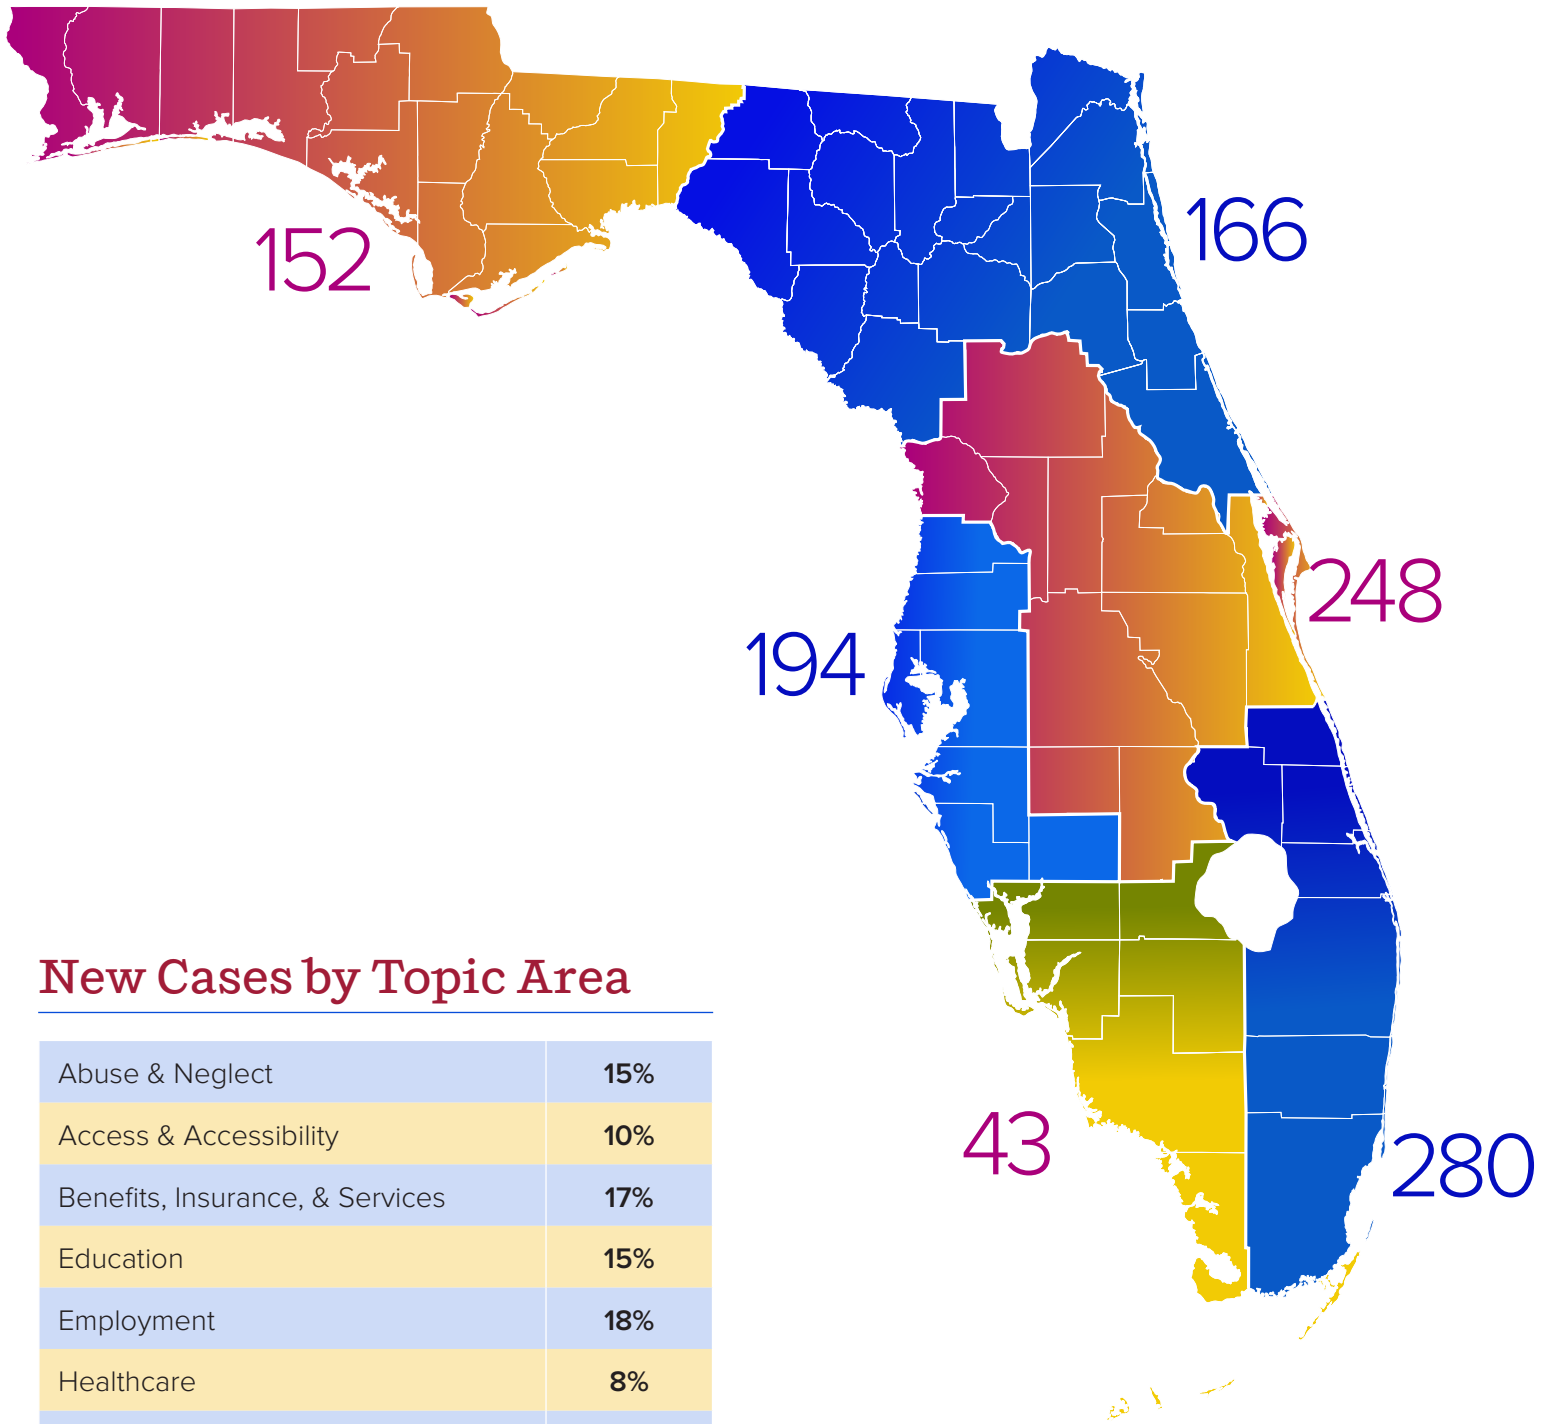 152
166
248
194
43
280
New Cases by Topic Area
Abuse & Neglect 15%
Access & Accessibility 10%
Benefits, Insurance, & Services 17%
Education 15%
Employment 18%
Healthcare 8%